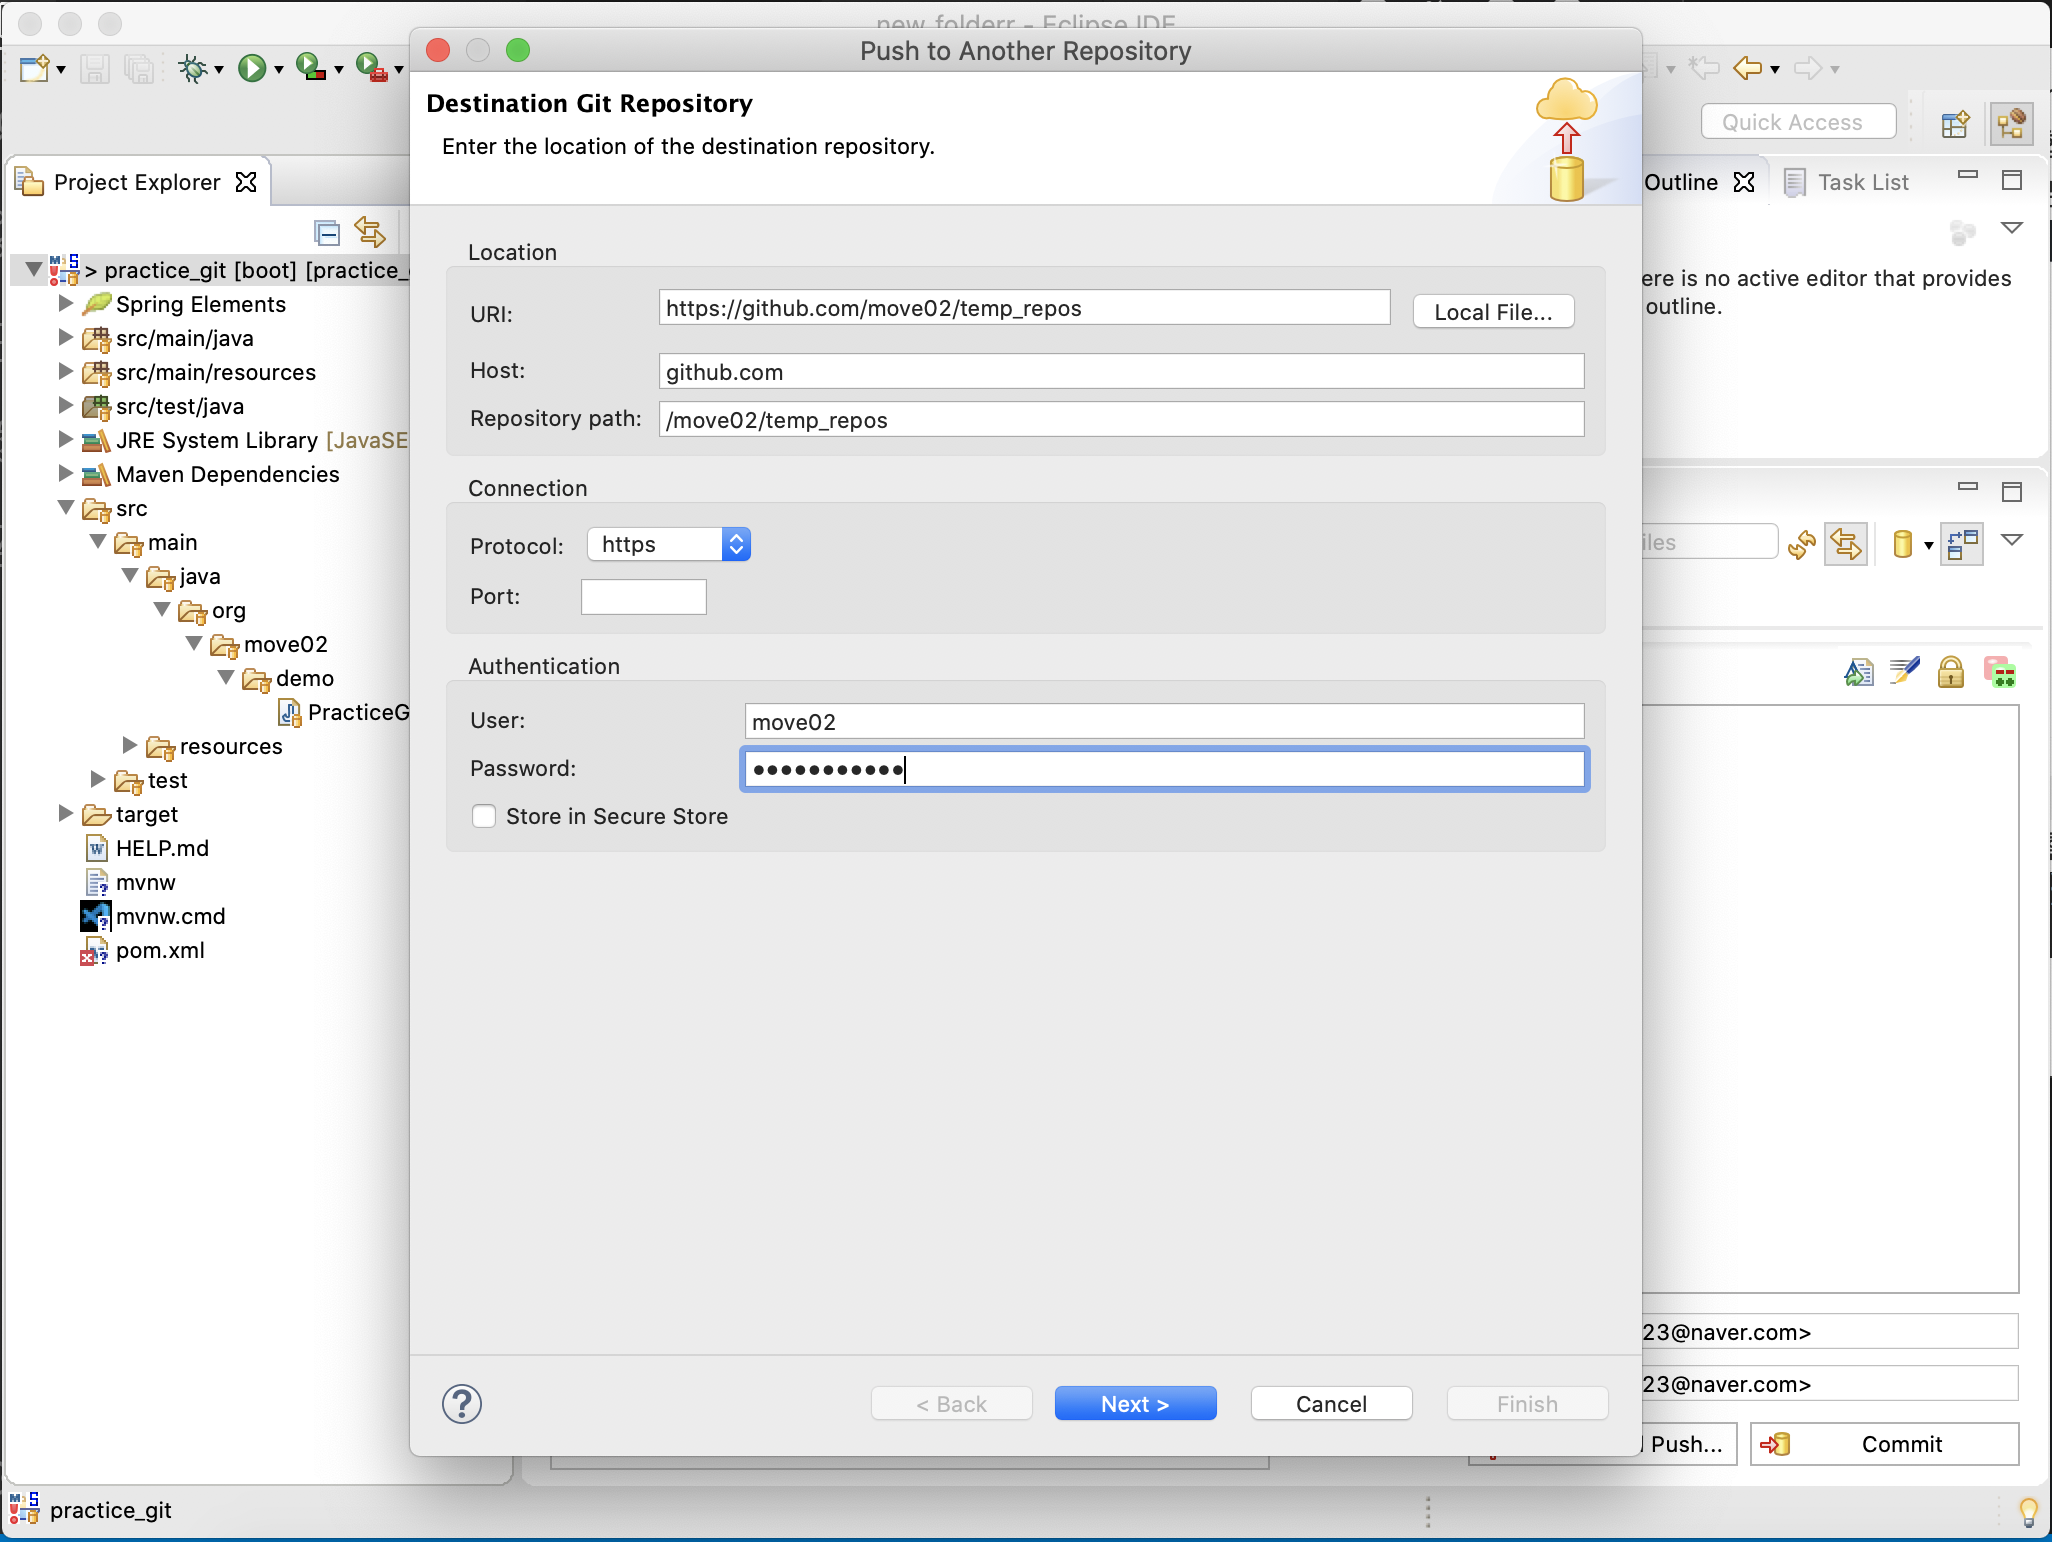 new_folderr - Eclipse IDE
Push to Another Repository
Destination Git Repository
Enter the location of the destination repository.
Quick Access
Project Explorer
Outline
Task List
> practice_git [boot] [practice_
Spring Elements
src/main/java
src/main/resources
src/test/java
JRE System Library [JavaSE
Maven Dependencies
src
main
java
org
move02
demo
PracticeG
resources
test
target
HELP.md
mvnw
mvnw.cmd
pom.xml
Location
URI:
https://github.com/move02/temp_repos
Local File...
Host:
github.com
Repository path:
/move02/temp_repos
Connection
Protocol:
https
Port:
Authentication
User:
move02
Password:
●●●●●●●●●●●
Store in Secure Store
?
< Back
Next >
Cancel
Finish
ere is no active editor that provides
outline.
iles
23@naver.com>
23@naver.com>
Push...
Commit
practice_git